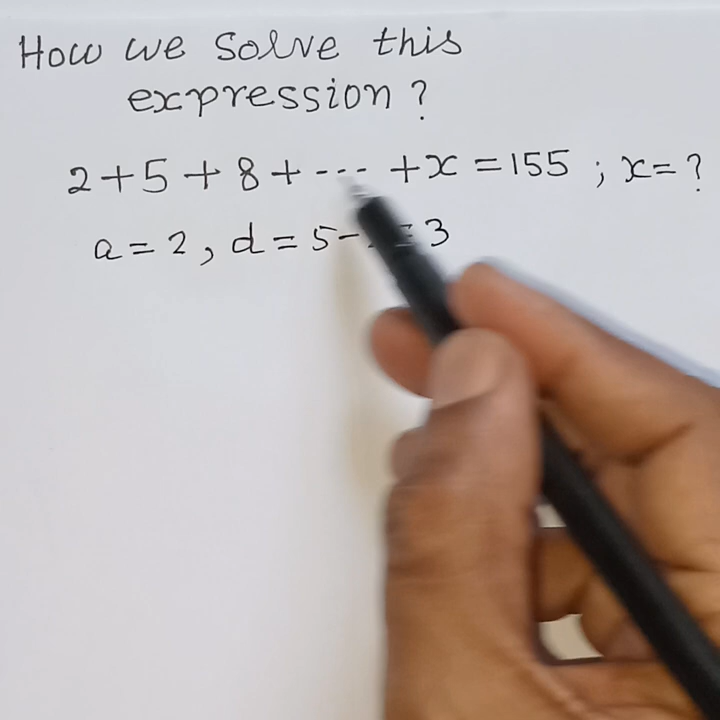 How we solve this
expression?
2+5+8+---+x=155 ; x=?
a=2, d=5- =3